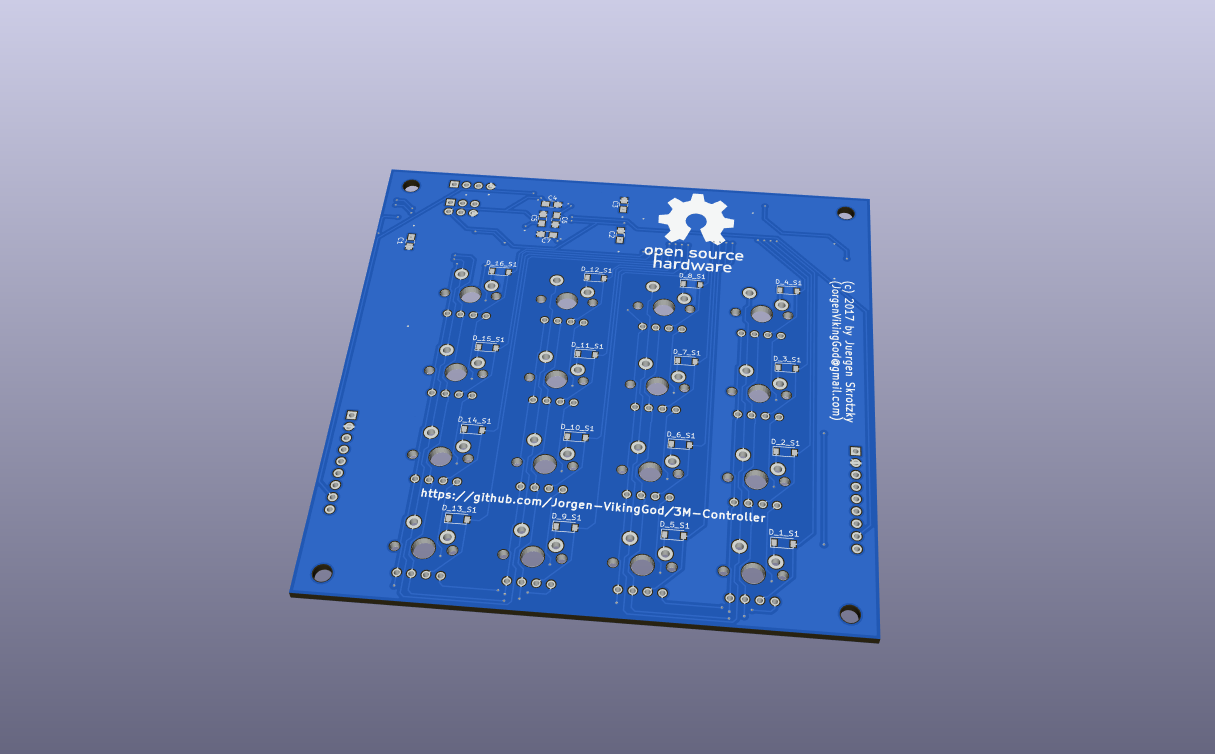 C4
C7
open source
hardware
D_16_S1
D_12_S1
D_8_S1
D_4_S1
(c) 2017 by Juergen Skrotzky
(JorgenVikingGod@gmail.com)
D_15_S1
D_11_S1
D_7_S1
D_3_S1
D_14_S1
D_10_S1
D_6_S1
D_2_S1
https://github.com/Jorgen-VikingGod/3M-Controller
D_13_S1
D_9_S1
D_5_S1
D_1_S1